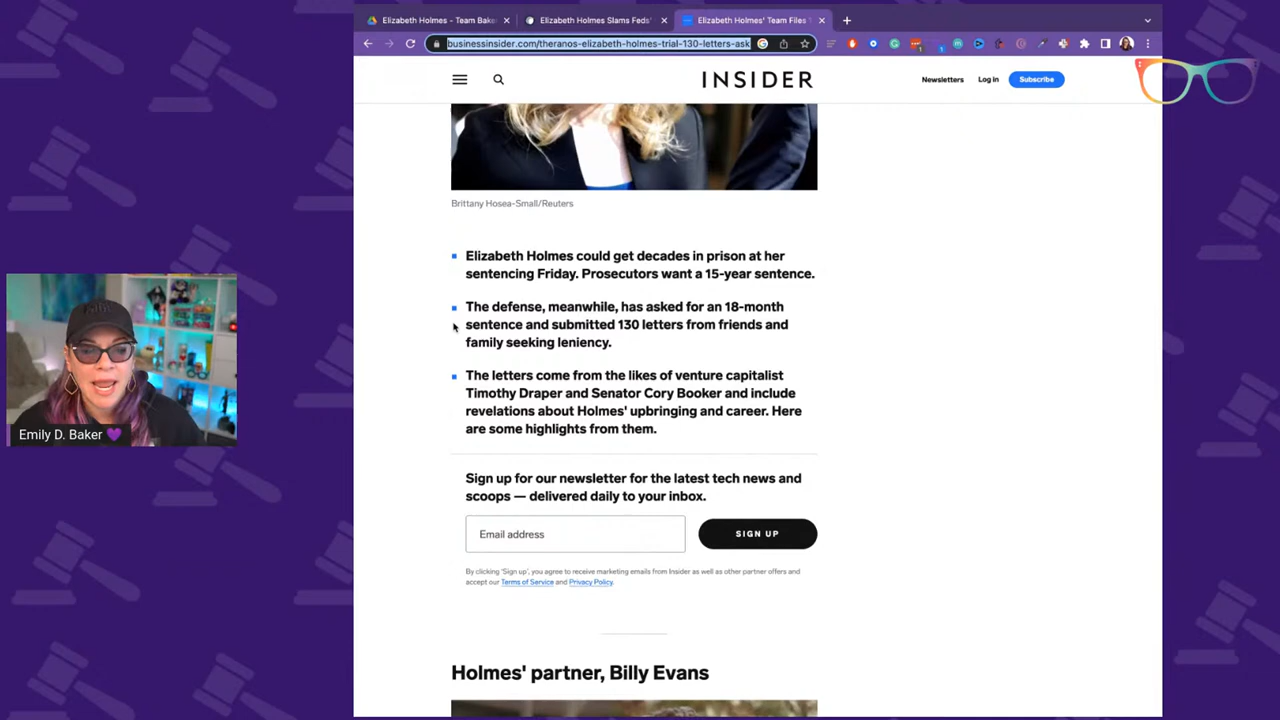 Elizabeth Holmes - Team Bake
Elizabeth Holmes Slams Feds'
Elizabeth Holmes' Team Files
businessinsider.com/theranos-elizabeth-holmes-trial-130-letters-ask
INSIDER
Newsletters
Log in
Subscribe
Brittany Hosea-Small/Reuters
Elizabeth Holmes could get decades in prison at her
sentencing Friday. Prosecutors want a 15-year sentence.
The defense, meanwhile, has asked for an 18-month
sentence and submitted 130 letters from friends and
family seeking leniency.
The letters come from the likes of venture capitalist
Timothy Draper and Senator Cory Booker and include
revelations about Holmes' upbringing and career. Here
are some highlights from them.
Sign up for our newsletter for the latest tech news and
scoops — delivered daily to your inbox.
Email address
SIGN UP
By clicking 'Sign up', you agree to receive marketing emails from Insider as well as other partner offers and
accept our Terms of Service and Privacy Policy.
Holmes' partner, Billy Evans
Emily D. Baker 💜